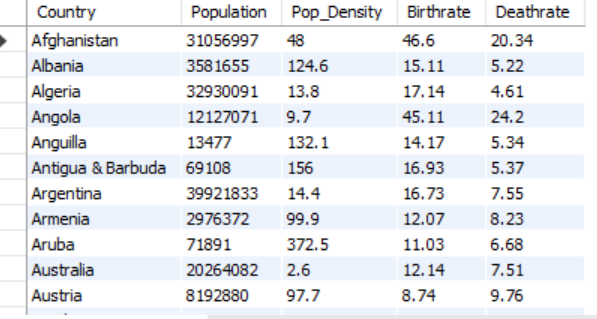 Country Population Pop_Density Birthrate Deathrate
Afghanistan 31056997 48 46.6 20.34
Albania 3581655 124.6 15.11 5.22
Algeria 32930091 13.8 17.14 4.61
Angola 12127071 9.7 45.11 24.2
Anguilla 13477 132.1 14.17 5.34
Antigua & Barbuda 69108 156 16.93 5.37
Argentina 39921833 14.4 16.73 7.55
Armenia 2976372 99.9 12.07 8.23
Aruba 71891 372.5 11.03 6.68
Australia 20264082 2.6 12.14 7.51
Austria 8192880 97.7 8.74 9.76